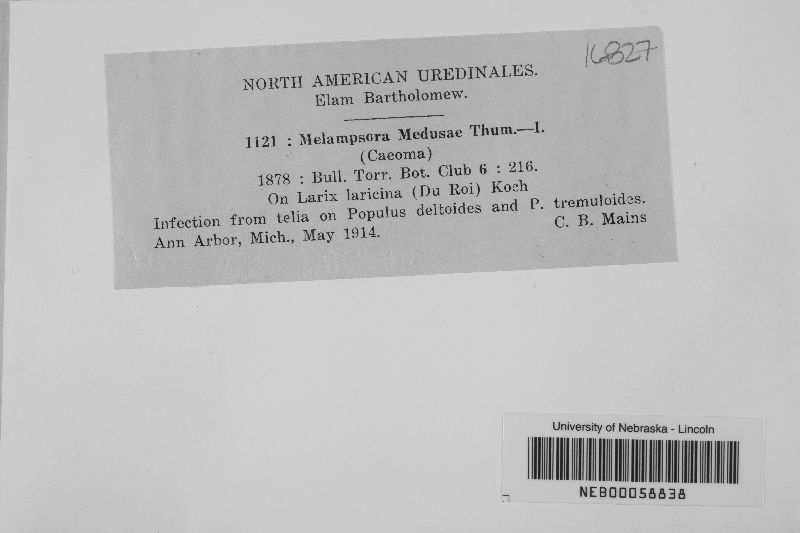 16827
NORTH AMERICAN UREDINALES.
Elam Bartholomew.
1121 : Melampsora Medusae Thum.—I.
(Caeoma)
1878 : Bull. Torr. Bot. Club 6 : 216.
On Larix laricina (Du Roi) Koch
Infection from telia on Populus deltoides and P. tremuloides.
Ann Arbor, Mich., May 1914. C. B. Mains
University of Nebraska - Lincoln
NEB00058838